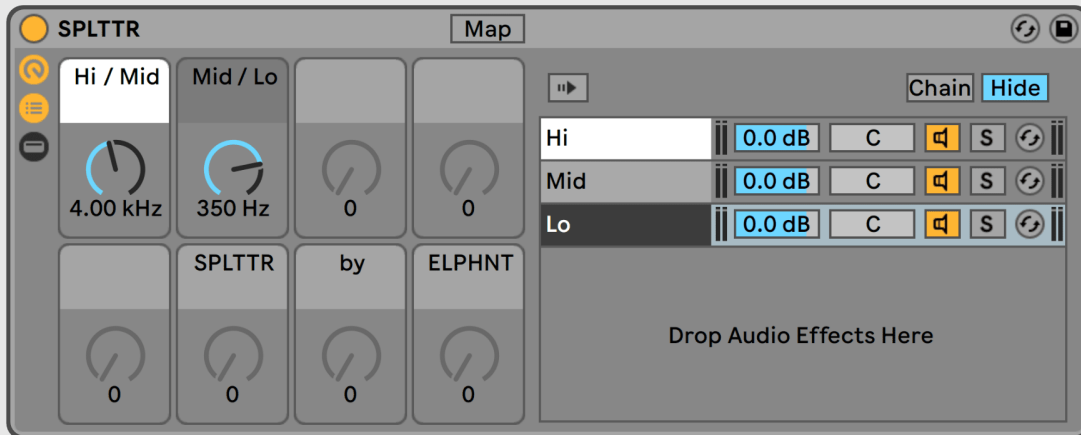 SPLTTR
Map
Hi / Mid
Mid / Lo
4.00 kHz
350 Hz
0
0
SPLTTR
by
ELPHNT
0
0
0
0
Chain
Hide
Hi
0.0 dB
C
S
Mid
0.0 dB
C
S
Lo
0.0 dB
C
S
Drop Audio Effects Here